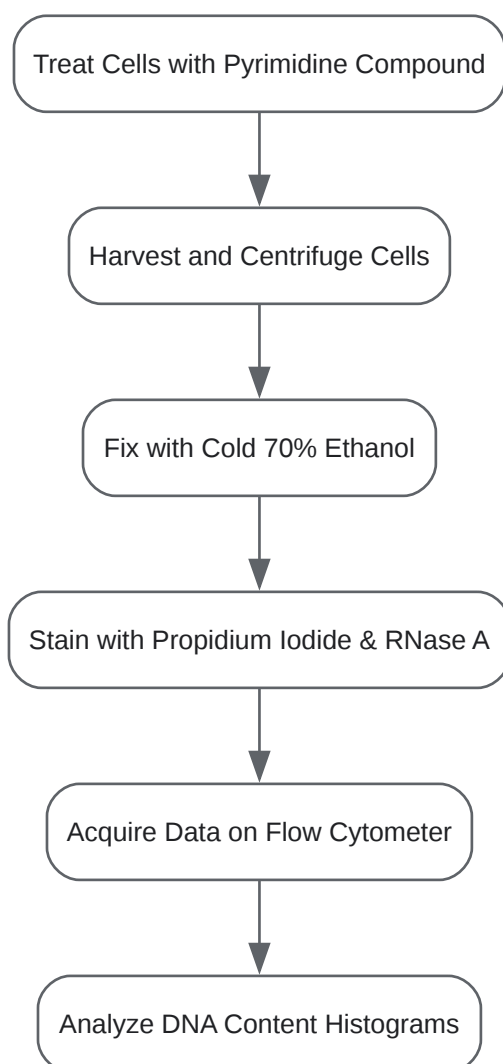 Treat Cells with Pyrimidine Compound
Harvest and Centrifuge Cells
Fix with Cold 70% Ethanol
Stain with Propidium Iodide & RNase A
Acquire Data on Flow Cytometer
Analyze DNA Content Histograms